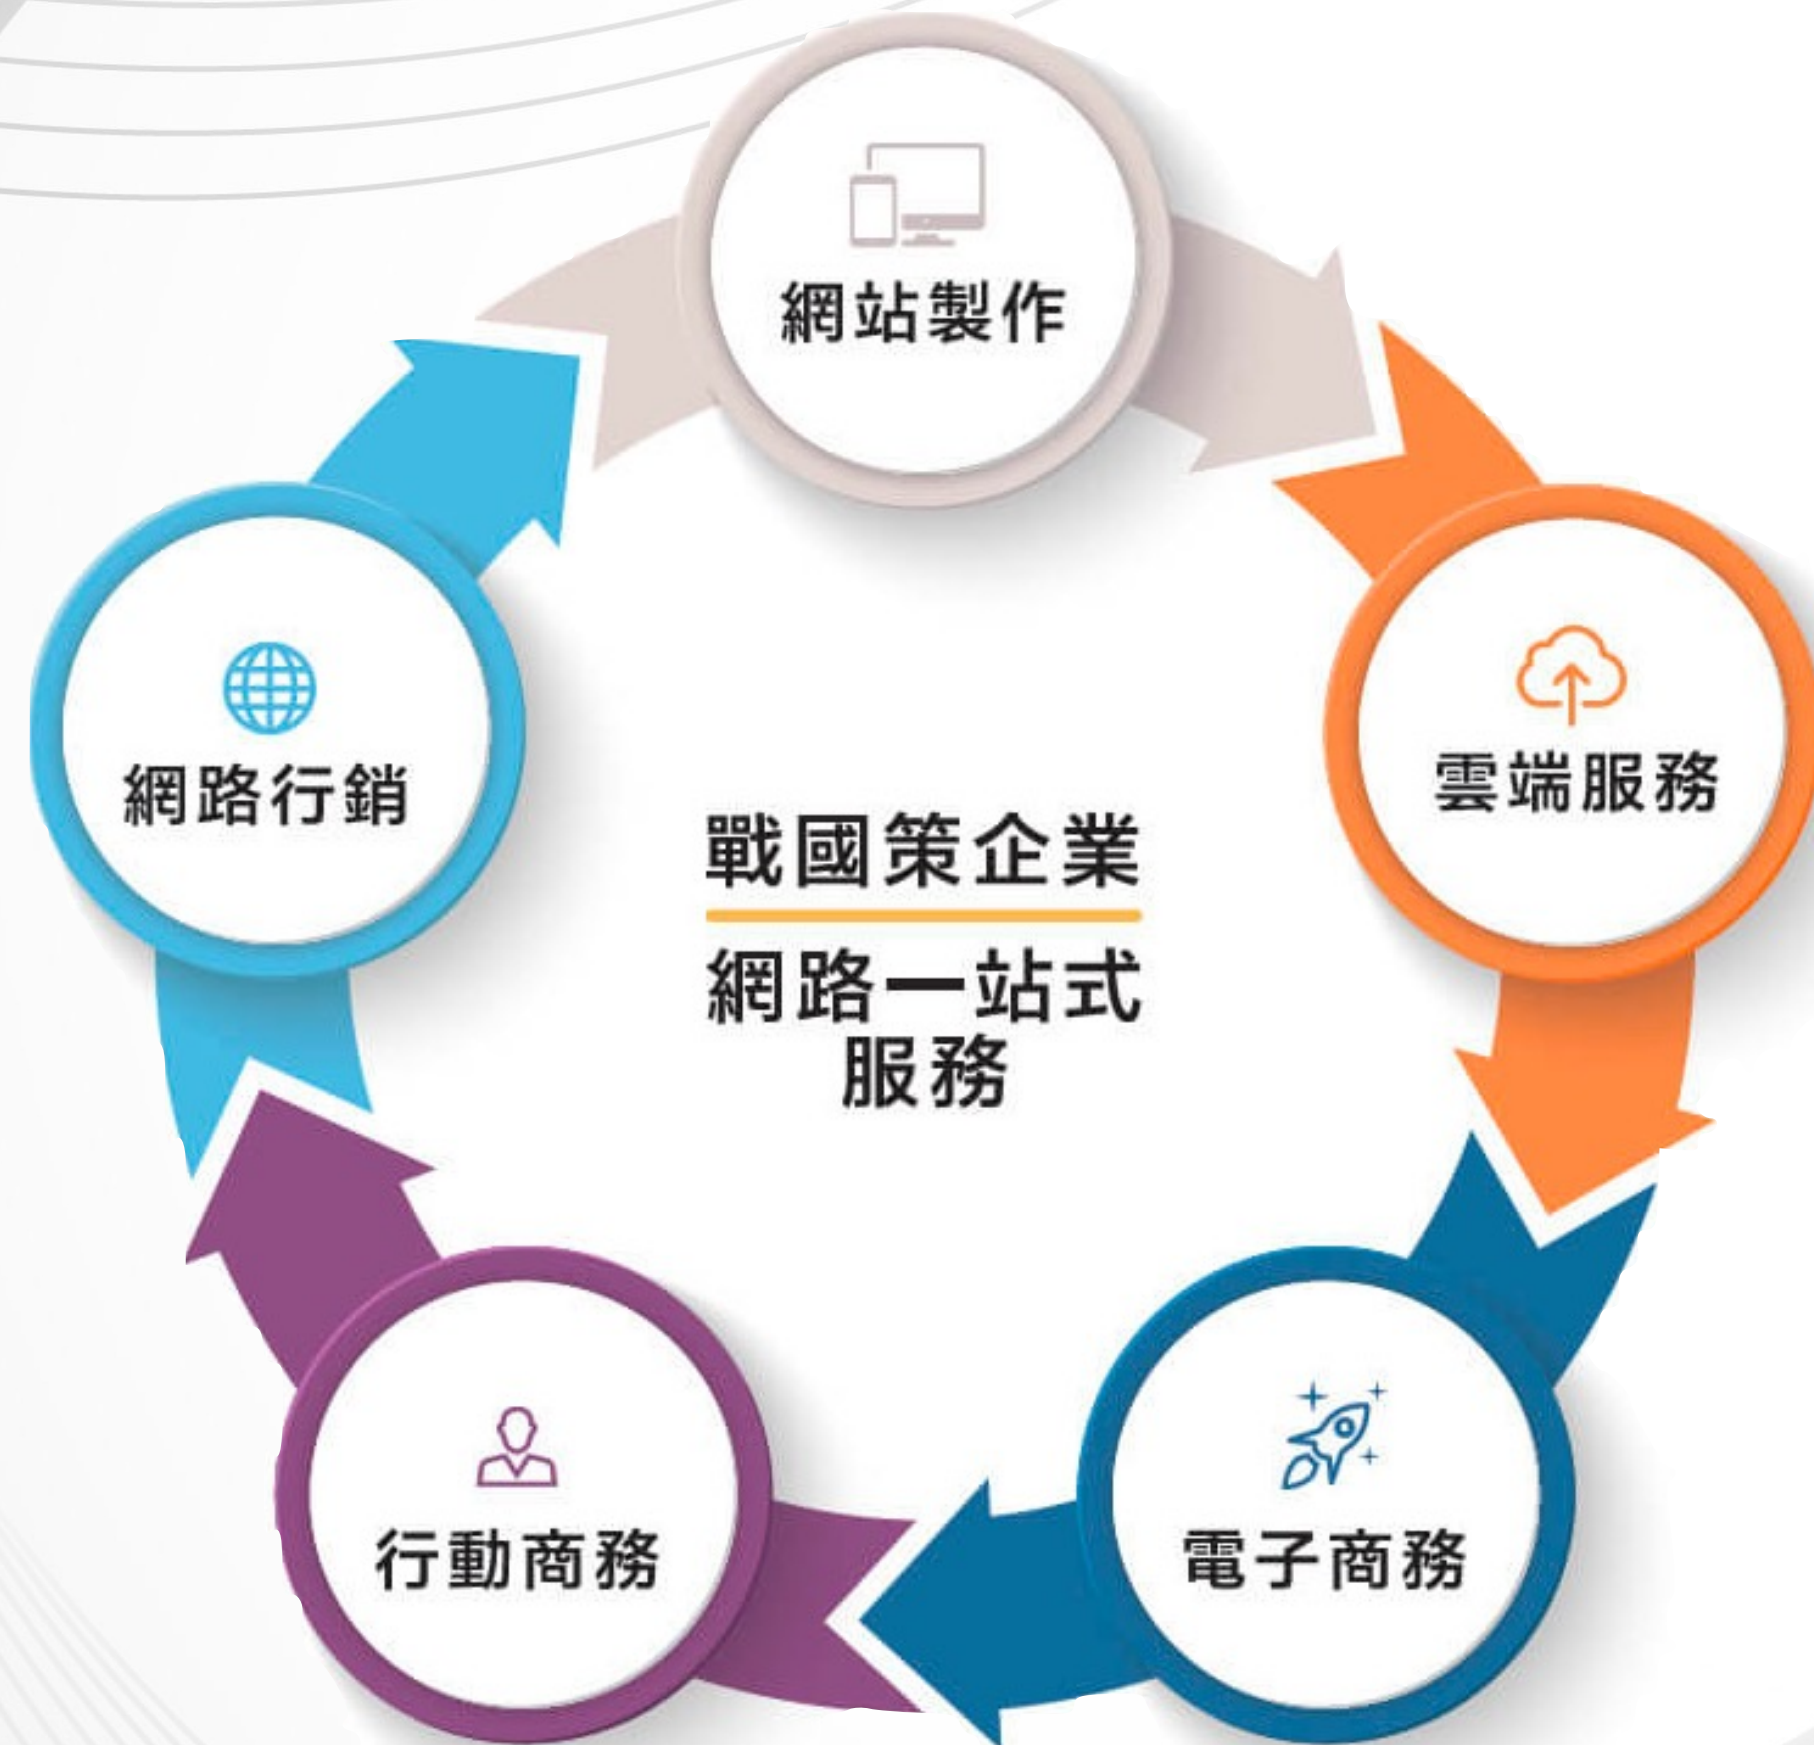 網站製作
雲端服務
網路行銷
戰國策企業
網路一站式
服務
行動商務
電子商務